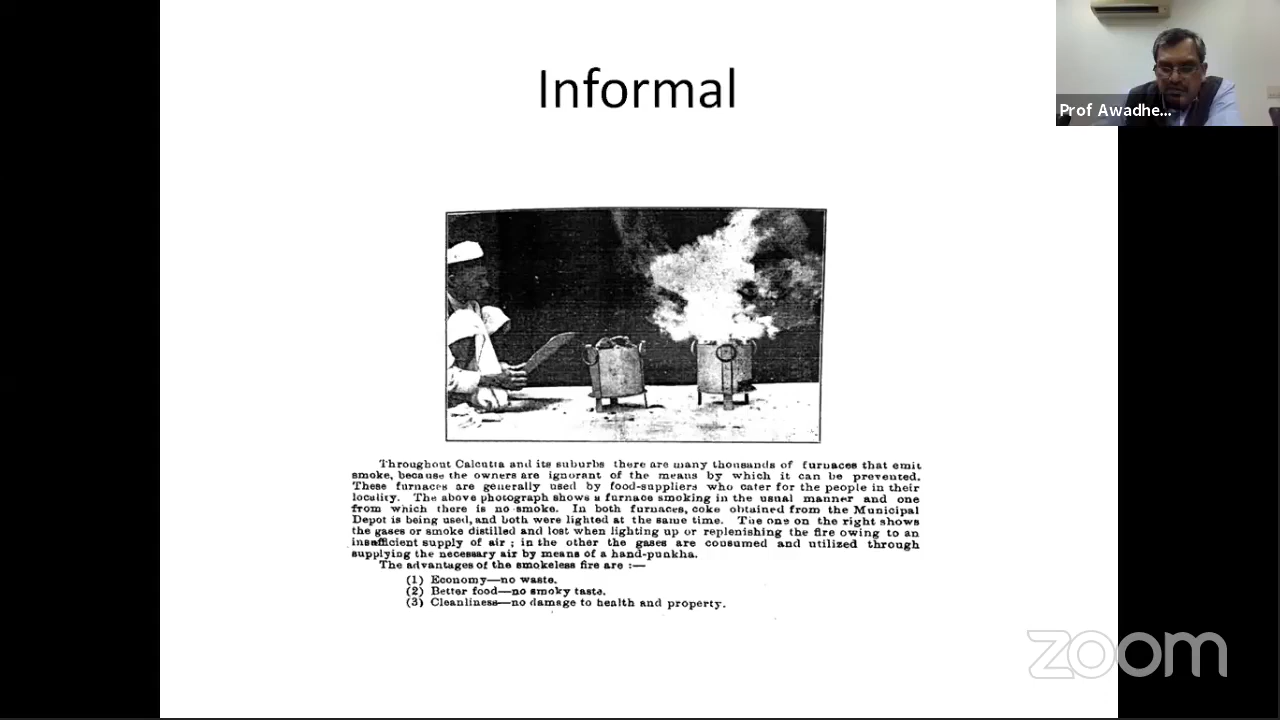 Informal
Prof Awadhe...
Throughout Calcutta and its suburbs there are many thousands of furnaces that emit
smoke, because the owners are ignorant of the means by which it can be prevented.
These furnaces are generally used by food-suppliers who cater for the people in their
locality. The above photograph shows a furnace smoking in the usual manner and one
from which there is no smoke. In both furnaces, coke obtained from the Municipal
Depot is being used, and both were lighted at the same time. The one on the right shows
the gases or smoke distilled and lost when lighting up or replenishing the fire owing to an
insufficient supply of air ; in the other the gases are consumed and utilized through
supplying the necessary air by means of a hand-punkha.
The advantages of the smokeless fire are :—
(1) Economy—no waste.
(2) Better food—no smoky taste.
(3) Cleanliness—no damage to health and property.
zoom